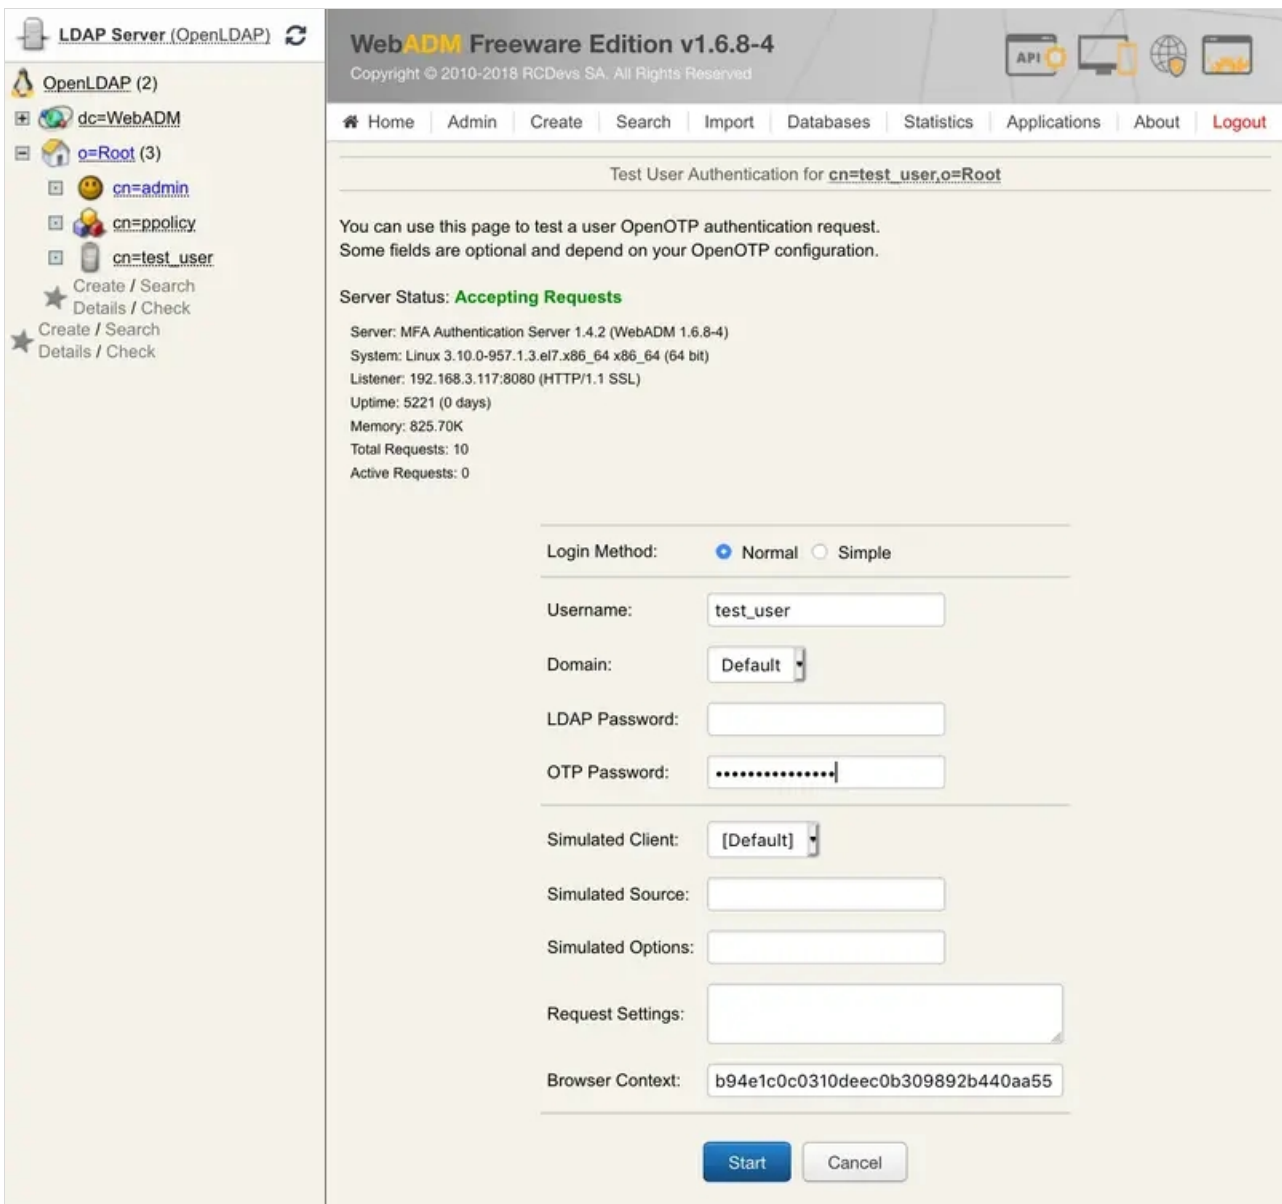 LDAP Server (OpenLDAP)
OpenLDAP (2)
dc=WebADM
o=Root (3)
cn=admin
cn=ppolicy
cn=test_user
Create / Search
Details / Check
Create / Search
Details / Check
WebADM Freeware Edition v1.6.8-4
Copyright © 2010-2018 RCDevs SA. All Rights Reserved
API
Home Admin Create Search Import Databases Statistics Applications About Logout
Test User Authentication for cn=test_user,o=Root
You can use this page to test a user OpenOTP authentication request.
Some fields are optional and depend on your OpenOTP configuration.
Server Status: Accepting Requests
Server: MFA Authentication Server 1.4.2 (WebADM 1.6.8-4)
System: Linux 3.10.0-957.1.3.el7.x86_64 x86_64 (64 bit)
Listener: 192.168.3.117:8080 (HTTP/1.1 SSL)
Uptime: 5221 (0 days)
Memory: 825.70K
Total Requests: 10
Active Requests: 0
Login Method: Normal Simple
Username: test_user
Domain: Default
LDAP Password:
OTP Password: •••••••••••••••
Simulated Client: [Default]
Simulated Source:
Simulated Options:
Request Settings:
Browser Context: b94e1c0c0310deec0b309892b440aa55
Start Cancel